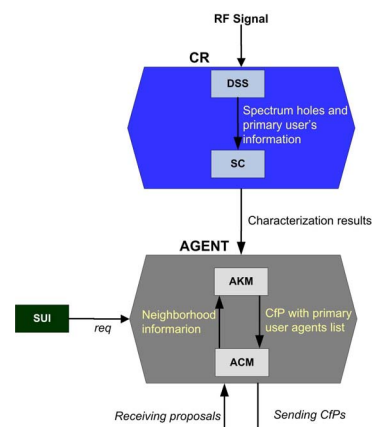 RF Signal
CR
DSS
Spectrum holes and
primary user's
information
SC
Characterization results
AGENT
AKM
Neighborhood
informarion
CfP with primary
user agents list
SUI
req
ACM
Receiving proposals
Sending CfPs